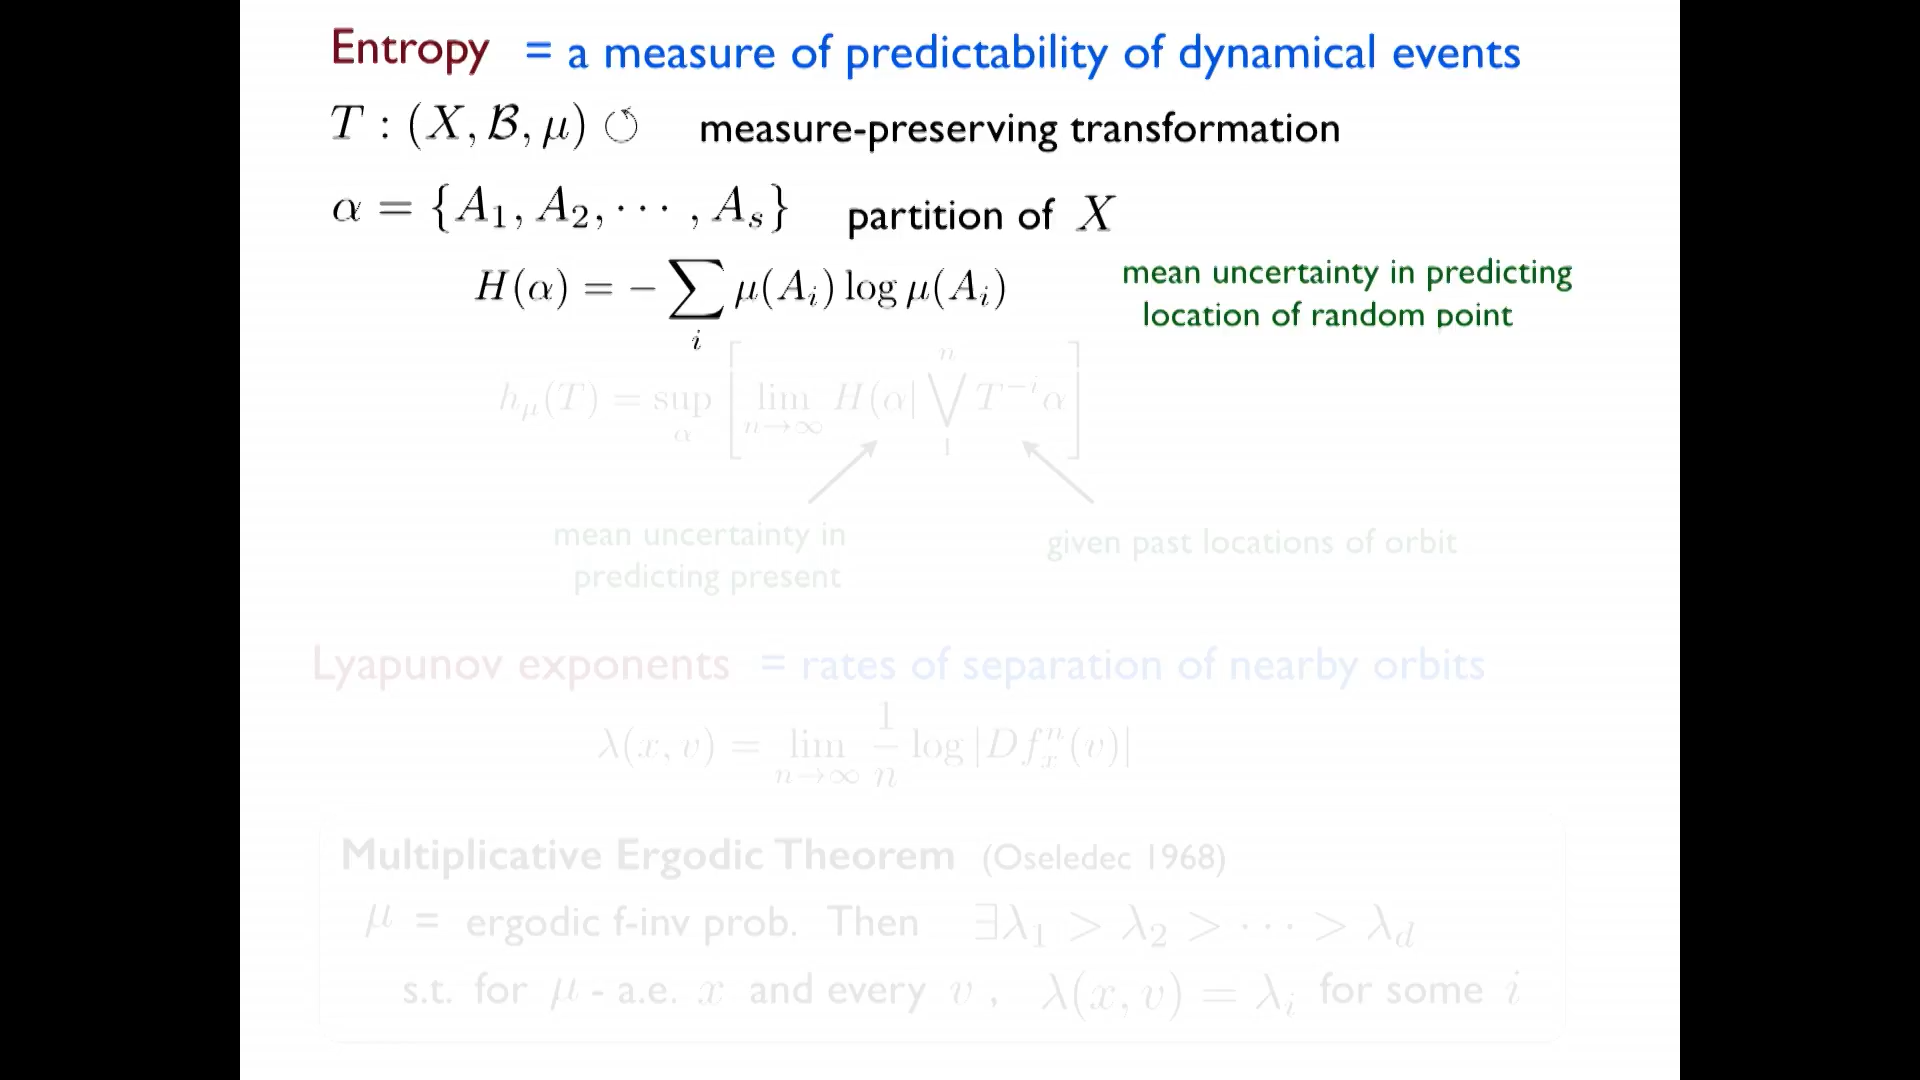 Entropy = a measure of predictability of dynamical events
T : (X, ℬ, μ) ↺ measure-preserving transformation
α = {A₁, A₂, ⋯ , Aₛ} partition of X
H(α) = − ∑ᵢ μ(Aᵢ) log μ(Aᵢ)
mean uncertainty in predicting
location of random point
h_μ(T) = sup_α [ lim_{n→∞} H(α| ⋁₁ⁿ T⁻ⁱα ]
mean uncertainty in
predicting present
given past locations of orbit
Lyapunov exponents = rates of separation of nearby orbits
λ(x, v) = lim_{n→∞} 1/n log |Df_xⁿ(v)|
Multiplicative Ergodic Theorem (Oseledec 1968)
μ = ergodic f-inv prob. Then ∃λ₁ > λ₂ > ⋯ > λ_d
s.t. for μ - a.e. x and every v , λ(x, v) = λᵢ for some i